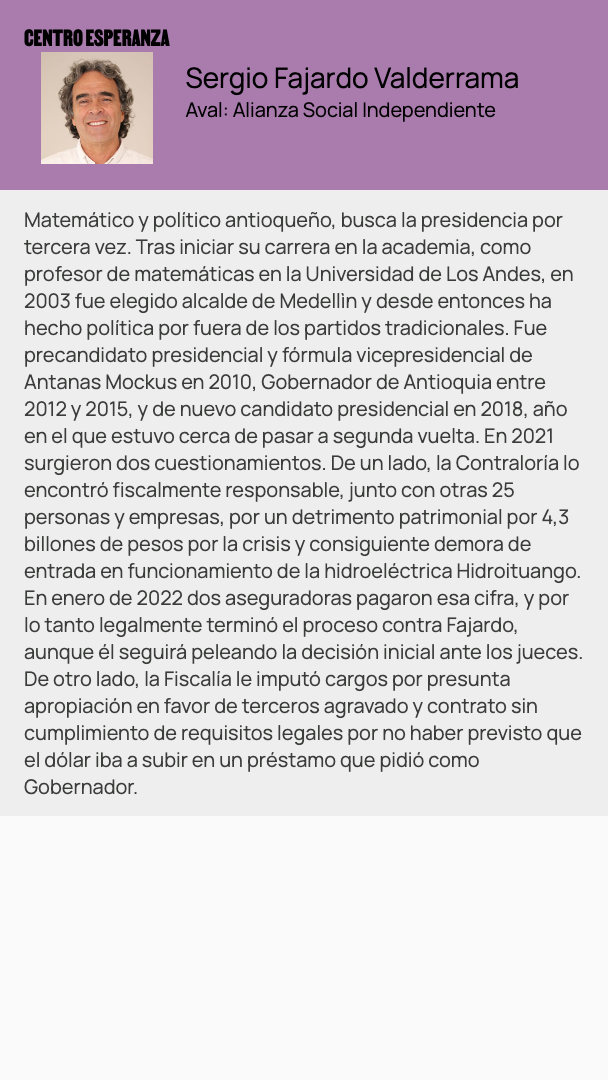 CENTRO ESPERANZA
Sergio Fajardo Valderrama
Aval: Alianza Social Independiente
Matemático y político antioqueño, busca la presidencia por
tercera vez. Tras iniciar su carrera en la academia, como
profesor de matemáticas en la Universidad de Los Andes, en
2003 fue elegido alcalde de Medellìn y desde entonces ha
hecho política por fuera de los partidos tradicionales. Fue
precandidato presidencial y fórmula vicepresidencial de
Antanas Mockus en 2010, Gobernador de Antioquia entre
2012 y 2015, y de nuevo candidato presidencial en 2018, año
en el que estuvo cerca de pasar a segunda vuelta. En 2021
surgieron dos cuestionamientos. De un lado, la Contraloría lo
encontró fiscalmente responsable, junto con otras 25
personas y empresas, por un detrimento patrimonial por 4,3
billones de pesos por la crisis y consiguiente demora de
entrada en funcionamiento de la hidroeléctrica Hidroituango.
En enero de 2022 dos aseguradoras pagaron esa cifra, y por
lo tanto legalmente terminó el proceso contra Fajardo,
aunque él seguirá peleando la decisión inicial ante los jueces.
De otro lado, la Fiscalía le imputó cargos por presunta
apropiación en favor de terceros agravado y contrato sin
cumplimiento de requisitos legales por no haber previsto que
el dólar iba a subir en un préstamo que pidió como
Gobernador.